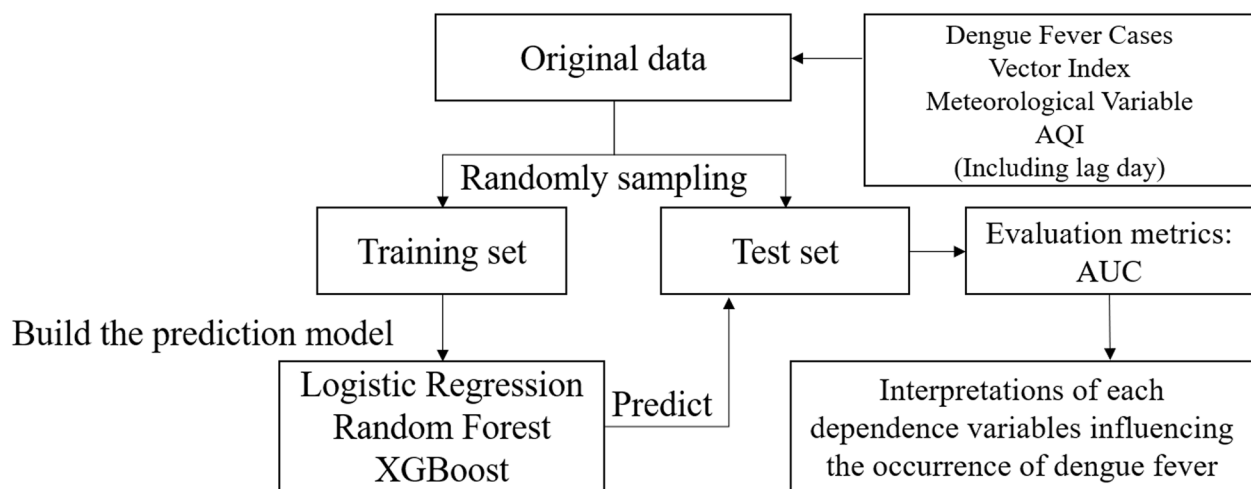 Original data
Dengue Fever Cases
Vector Index
Meteorological Variable
AQI
(Including lag day)
Randomly sampling
Training set
Test set
Evaluation metrics:
AUC
Build the prediction model
Logistic Regression
Random Forest
XGBoost
Predict
Interpretations of each
dependence variables influencing
the occurrence of dengue fever